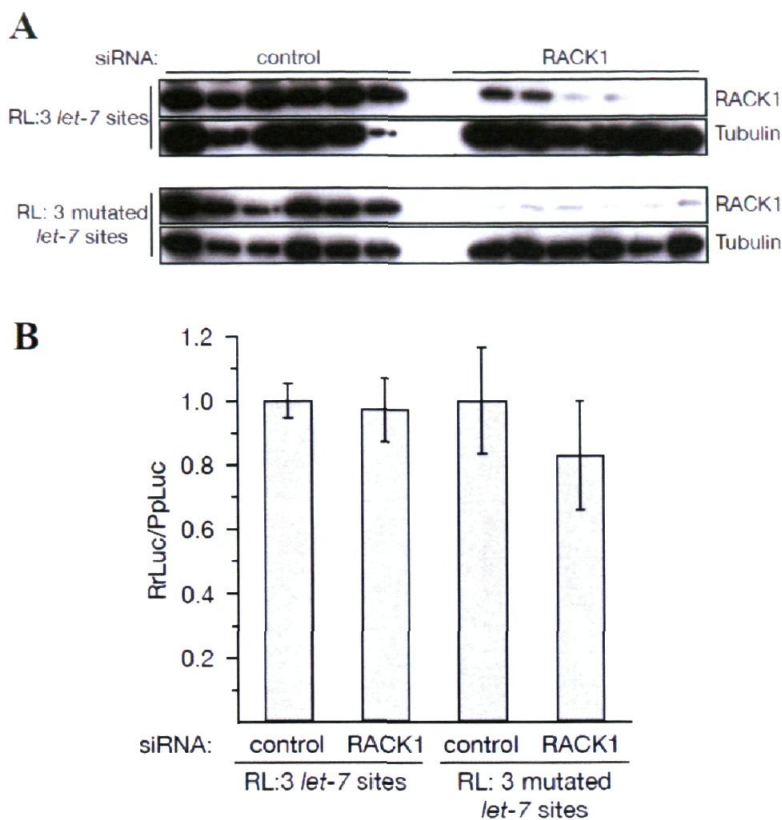 A
siRNA: control RACK1
RL:3 let-7 sites
RACK1
Tubulin
RL: 3 mutated
let-7 sites
RACK1
Tubulin
B
1.2
1.0
0.8
0.6
0.4
0.2
RrLuc/PpLuc
siRNA: control RACK1 control RACK1
RL:3 let-7 sites RL: 3 mutated
let-7 sites